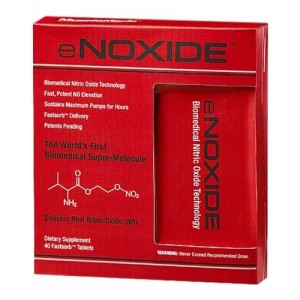 eNOXIDE™
Biomedical Nitric Oxide Technology
Fast, Potent NO Elevation
Sustains Maximum Pumps for Hours
Fastsorb™ Delivery
Patents Pending
The World's First
Biomedical Super-Molecule
O
O
ONO₂
NH₂
Delivers Real Nitric Oxide (NO)
Dietary Supplement
40 Fastsorb™ Tablets
eNOXIDE
Biomedical Nitric Oxide Technology
WARNING: Never Exceed Recommended Dose.